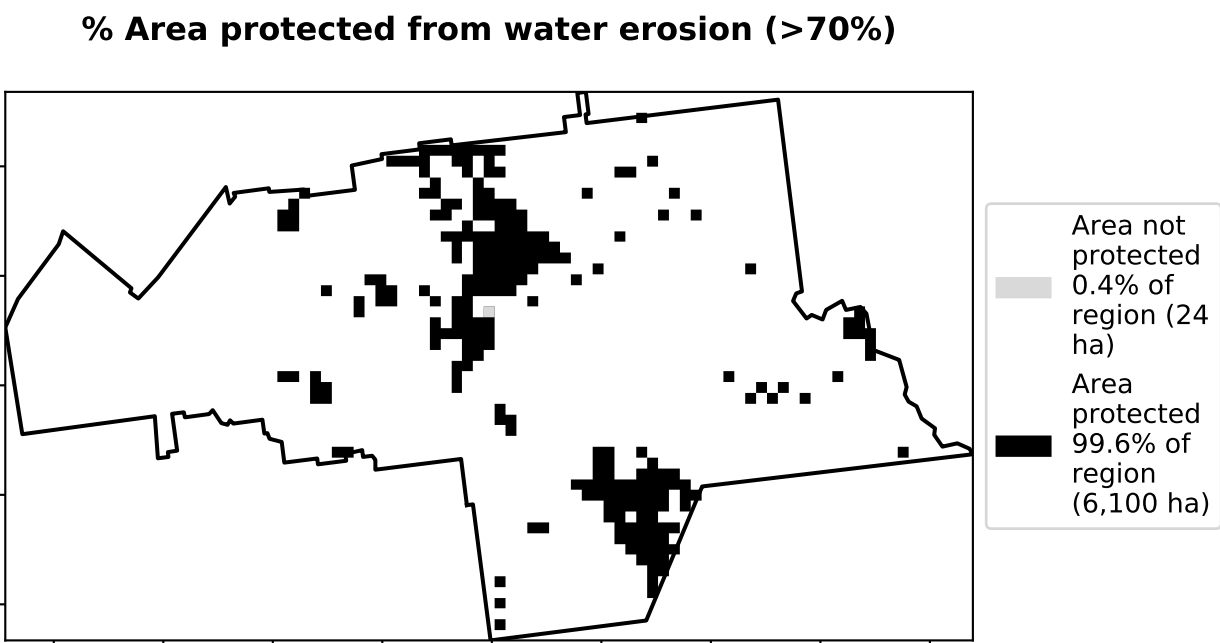 % Area protected from water erosion (>70%)
Area not
protected
0.4% of
region (24
ha)
Area
protected
99.6% of
region
(6,100 ha)